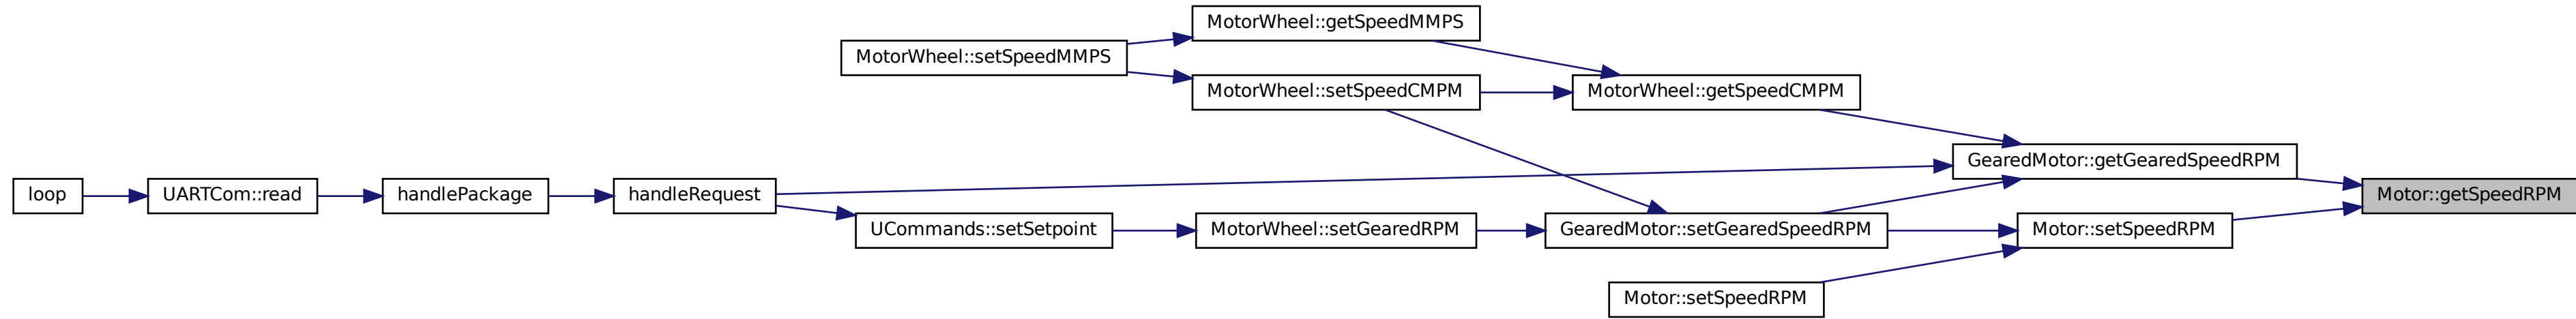 MotorWheel::getSpeedMMPS
MotorWheel::setSpeedMMPS
MotorWheel::setSpeedCMPM
MotorWheel::getSpeedCMPM
GearedMotor::getGearedSpeedRPM
loop
UARTCom::read
handlePackage
handleRequest
Motor::getSpeedRPM
UCommands::setSetpoint
MotorWheel::setGearedRPM
GearedMotor::setGearedSpeedRPM
Motor::setSpeedRPM
Motor::setSpeedRPM